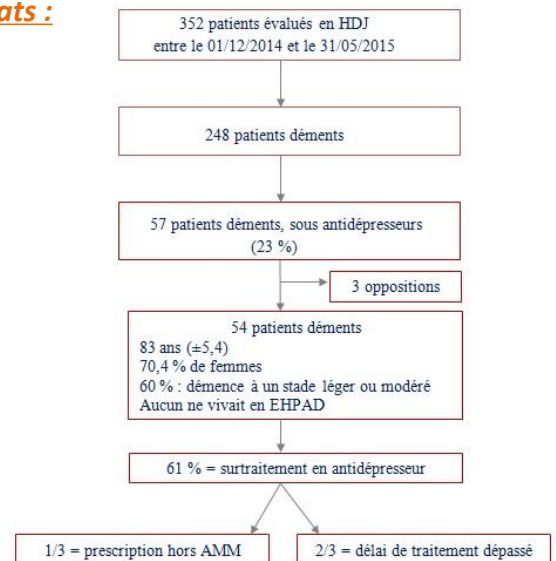 ats :
352 patients évalués en HDJ
entre le 01/12/2014 et le 31/05/2015
248 patients déments
57 patients déments, sous antidépresseurs
(23 %)
3 oppositions
54 patients déments
83 ans (±5,4)
70,4 % de femmes
60 % : démence à un stade léger ou modéré
Aucun ne vivait en EHPAD
61 % = surtraitement en antidépresseur
1/3 = prescription hors AMM
2/3 = délai de traitement dépassé